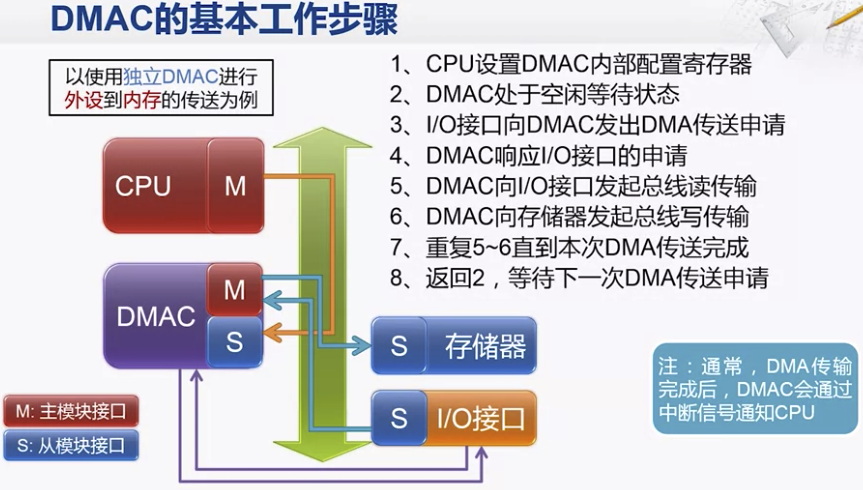 DMAC的基本工作步骤
以使用独立DMAC进行
外设到内存的传送为例
1、CPU设置DMAC内部配置寄存器
2、DMAC处于空闲等待状态
3、I/O接口向DMAC发出DMA传送申请
4、DMAC响应I/O接口的申请
5、DMAC向I/O接口发起总线读传输
6、DMAC向存储器发起总线写传输
7、重复5~6直到本次DMA传送完成
8、返回2，等待下一次DMA传送申请
CPU M
DMAC M
S
S 存储器
S I/O接口
M: 主模块接口
S: 从模块接口
注：通常，DMA传输
完成后，DMAC会通过
中断信号通知CPU